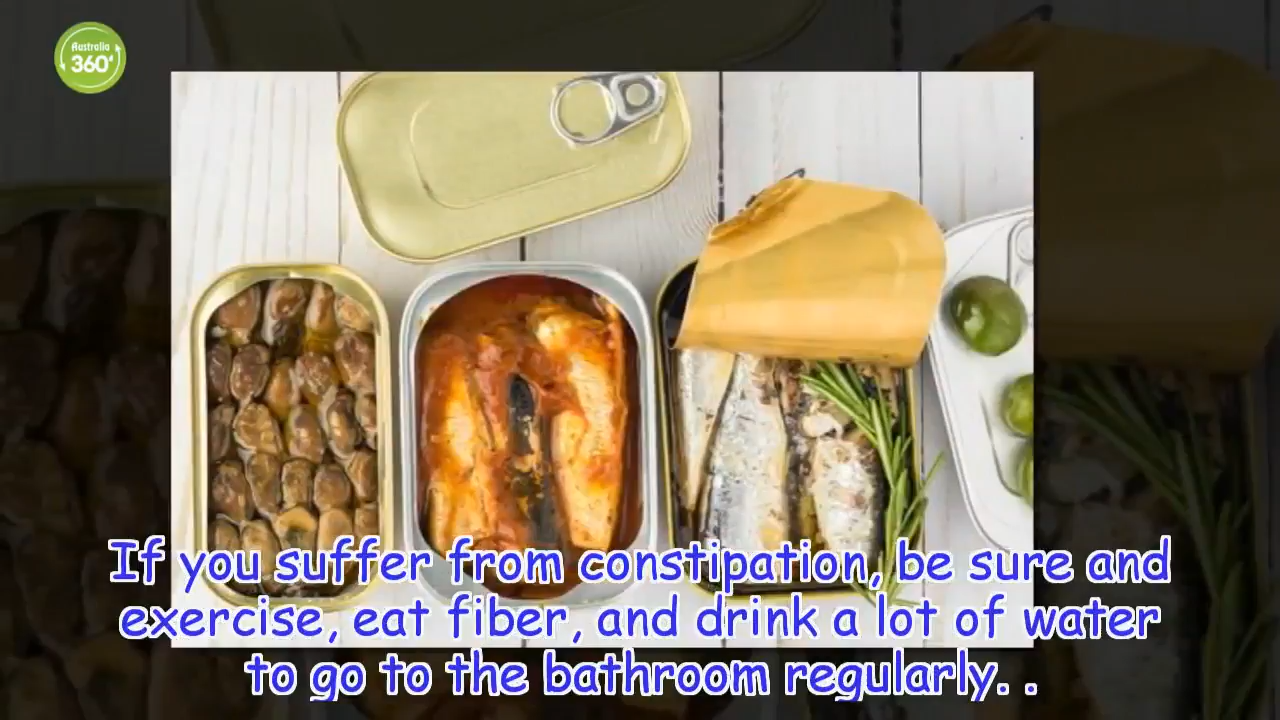 Australia
360°
If you suffer from constipation, be sure and
exercise, eat fiber, and drink a lot of water
to go to the bathroom regularly. .